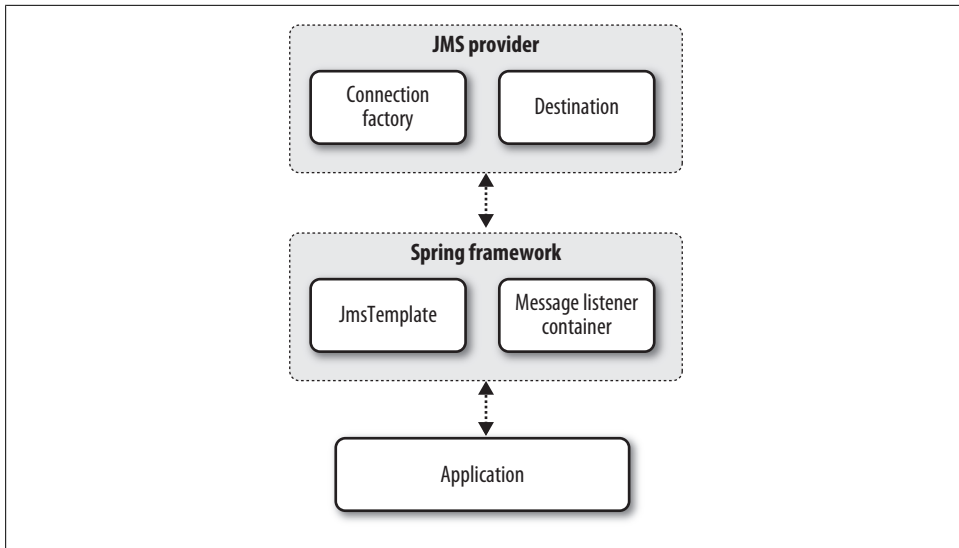 JMS provider
Connection
factory
Destination
Spring framework
JmsTemplate
Message listener
container
Application